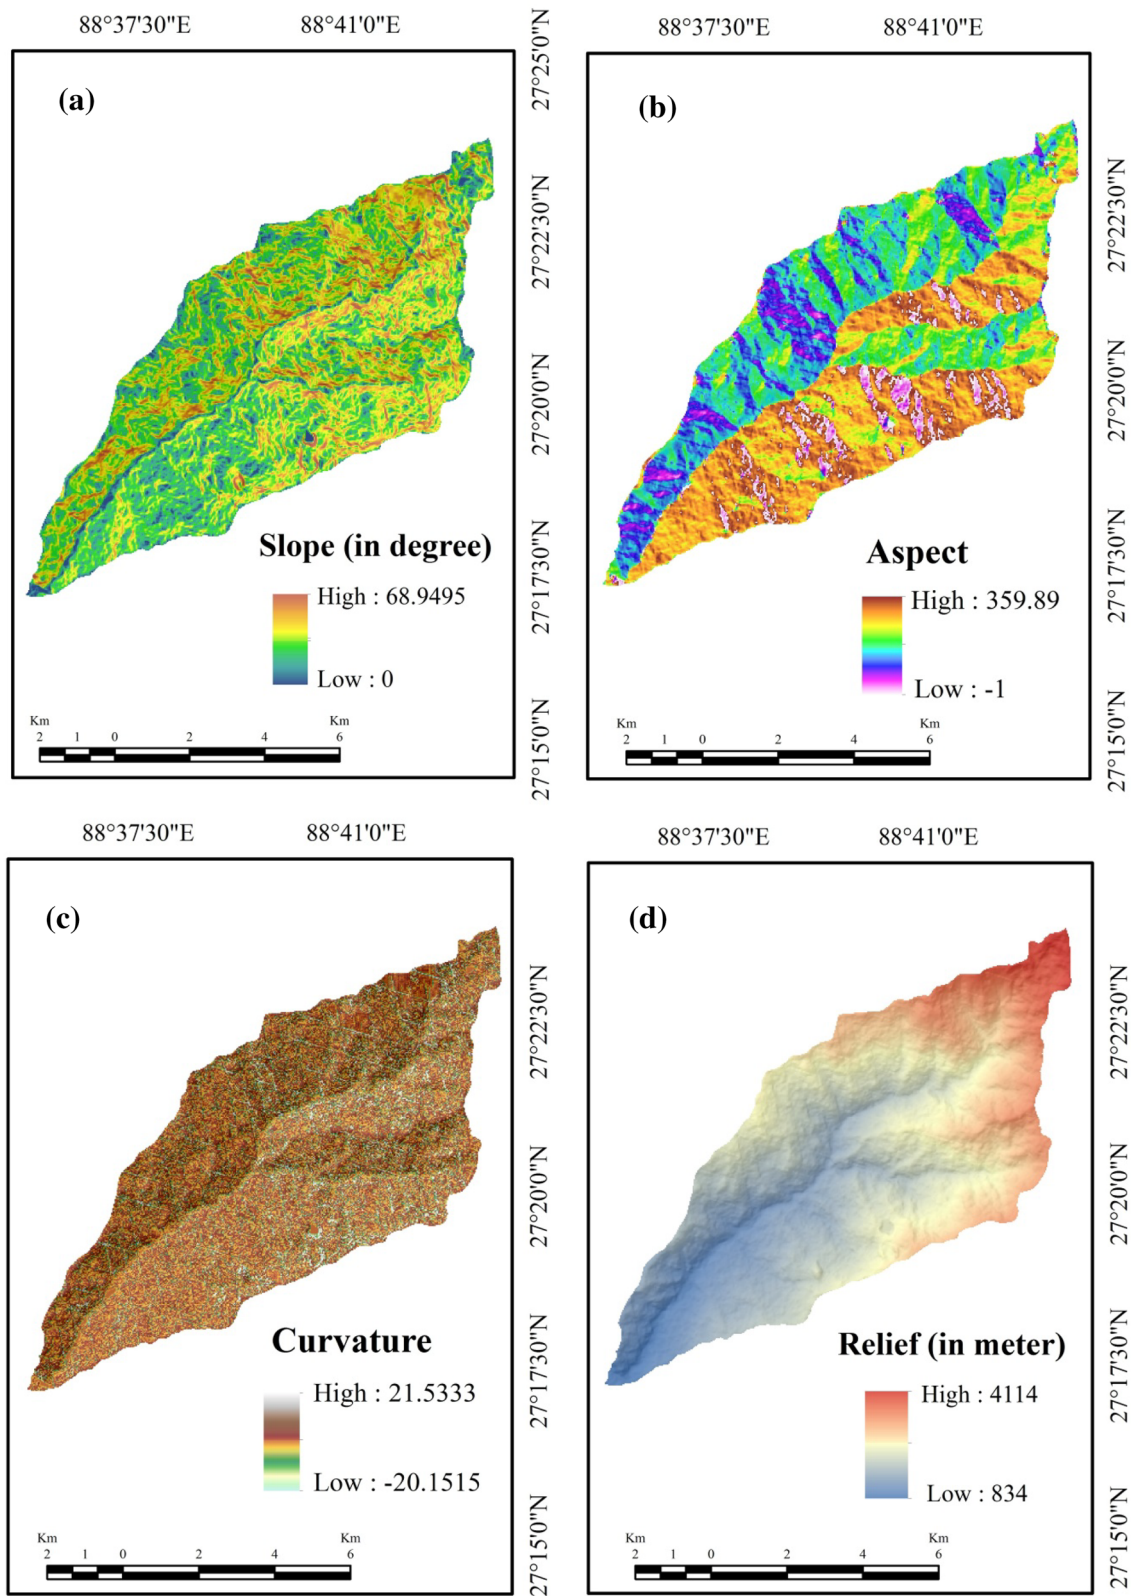 88°37'30"E 88°41'0"E
88°37'30"E 88°41'0"E
(a)
27°25'0"N
27°22'30"N
27°20'0"N
27°17'30"N
27°15'0"N
Slope (in degree)
High : 68.9495
Low : 0
Km
2 1 0 2 4 6
(b)
27°22'30"N
27°20'0"N
27°17'30"N
27°15'0"N
Aspect
High : 359.89
Low : -1
Km
2 1 0 2 4 6
88°37'30"E 88°41'0"E
88°37'30"E 88°41'0"E
(c)
27°22'30"N
27°20'0"N
27°17'30"N
27°15'0"N
Curvature
High : 21.5333
Low : -20.1515
Km
2 1 0 2 4 6
(d)
27°22'30"N
27°20'0"N
27°17'30"N
27°15'0"N
Relief (in meter)
High : 4114
Low : 834
Km
2 1 0 2 4 6